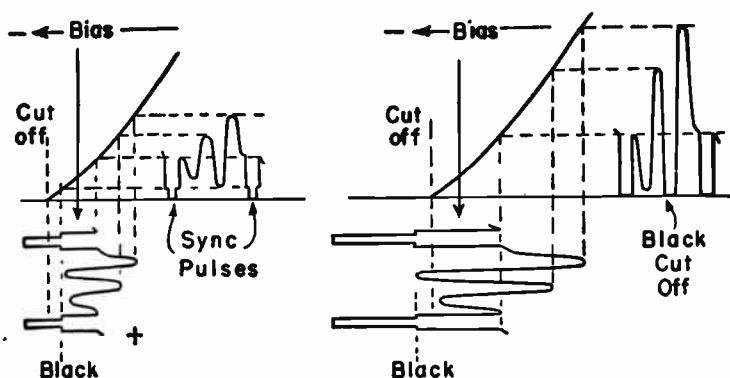 Bias
Cut
off
Sync
Pulses
+
Black
Bias
Cut
off
Black
Cut
Off
Black